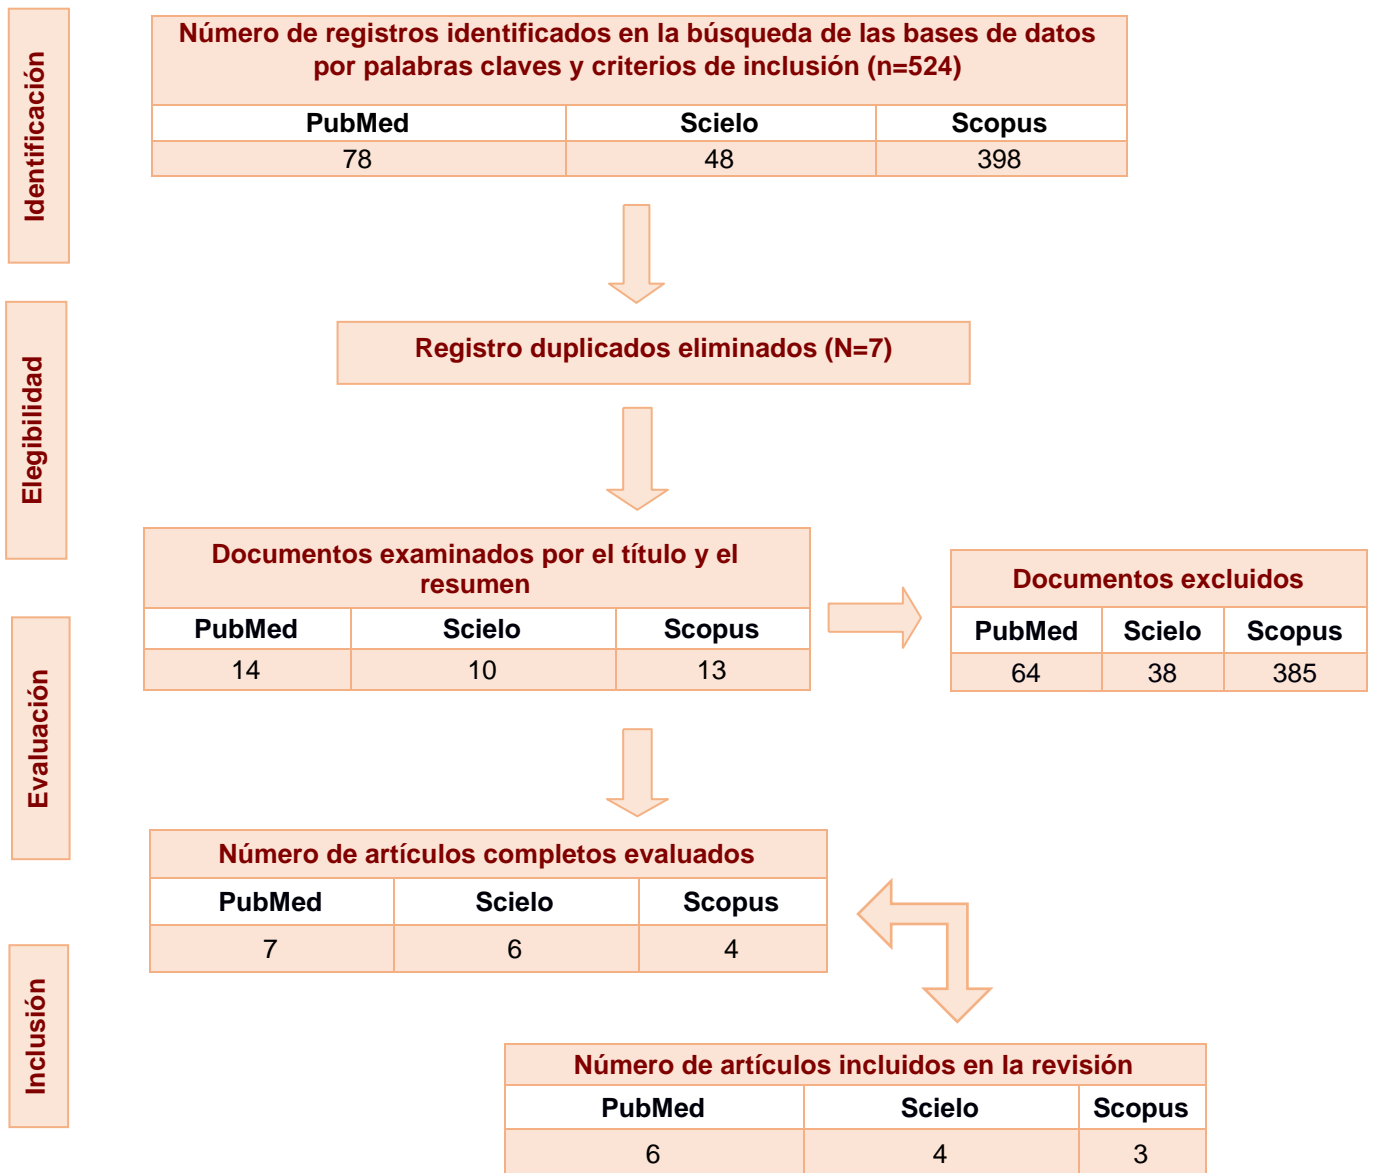 Identificación
Número de registros identificados en la búsqueda de las bases de datos
por palabras claves y criterios de inclusión (n=524)
PubMed Scielo Scopus
78 48 398
Elegibilidad
Registro duplicados eliminados (N=7)
Documentos examinados por el título y el
resumen
PubMed Scielo Scopus
14 10 13
Documentos excluidos
PubMed Scielo Scopus
64 38 385
Evaluación
Número de artículos completos evaluados
PubMed Scielo Scopus
7 6 4
Inclusión
Número de artículos incluidos en la revisión
PubMed Scielo Scopus
6 4 3